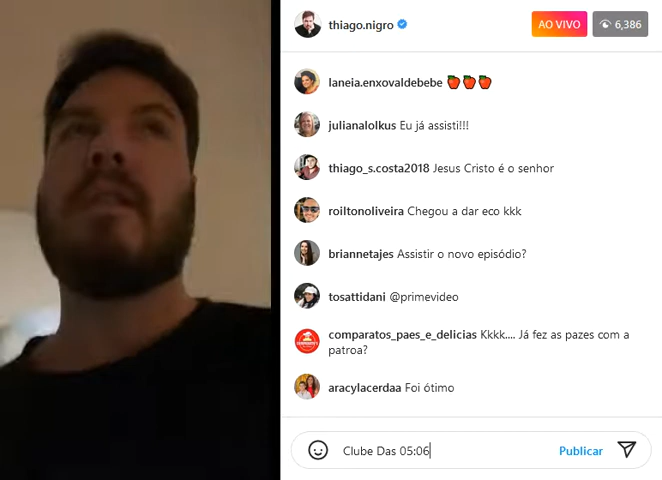 thiago.nigro
AO VIVO
6,386
laneia.enxovaldebebe 🍎🍎🍎
julianalolkus Eu já assisti!!!
thiago_s.costa2018 Jesus Cristo é o senhor
roiltonoliveira Chegou a dar eco kkk
briannetajes Assistir o novo episódio?
tosattidani @primevideo
comparatos_paes_e_delicias Kkkk.... Já fez as pazes com a
patroa?
aracylacerdaa Foi ótimo
Clube Das 05:06
Publicar